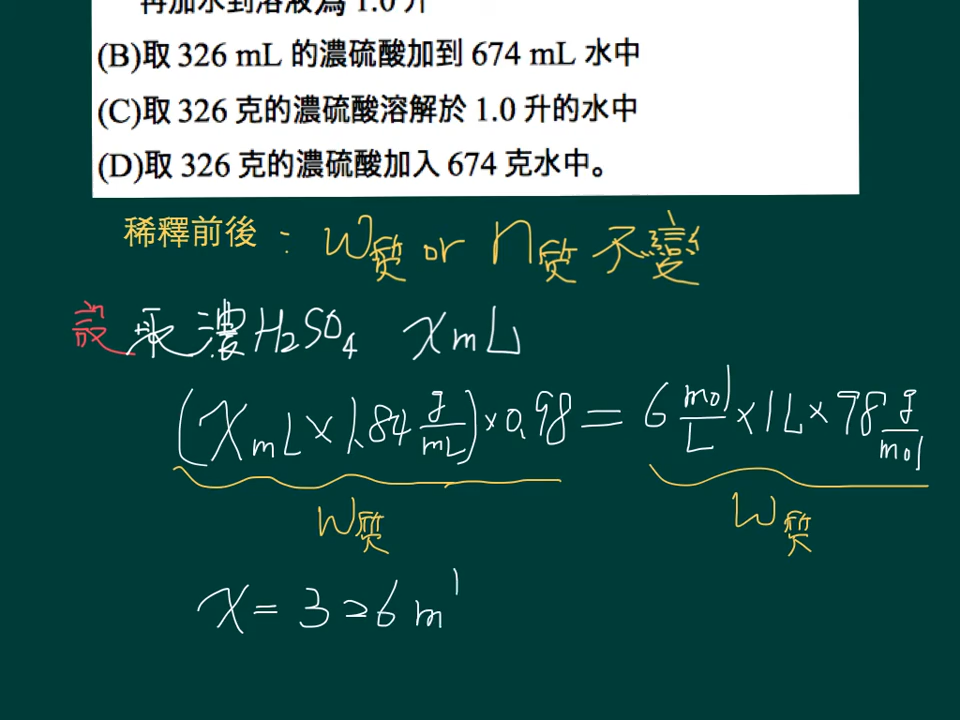 再加水到溶液為 1.0 升
(B)取 326 mL 的濃硫酸加到 674 mL 水中
(C)取 326 克的濃硫酸溶解於 1.0 升的水中
(D)取 326 克的濃硫酸加入 674 克水中。
稀釋前後 : W質 or n質 不變
設取濃H₂SO₄ x mL
(x mL × 1.84 g/mL) × 0.98 = 6 mol/L × 1L × 98 g/mol
W質 W質
x = 326 ml